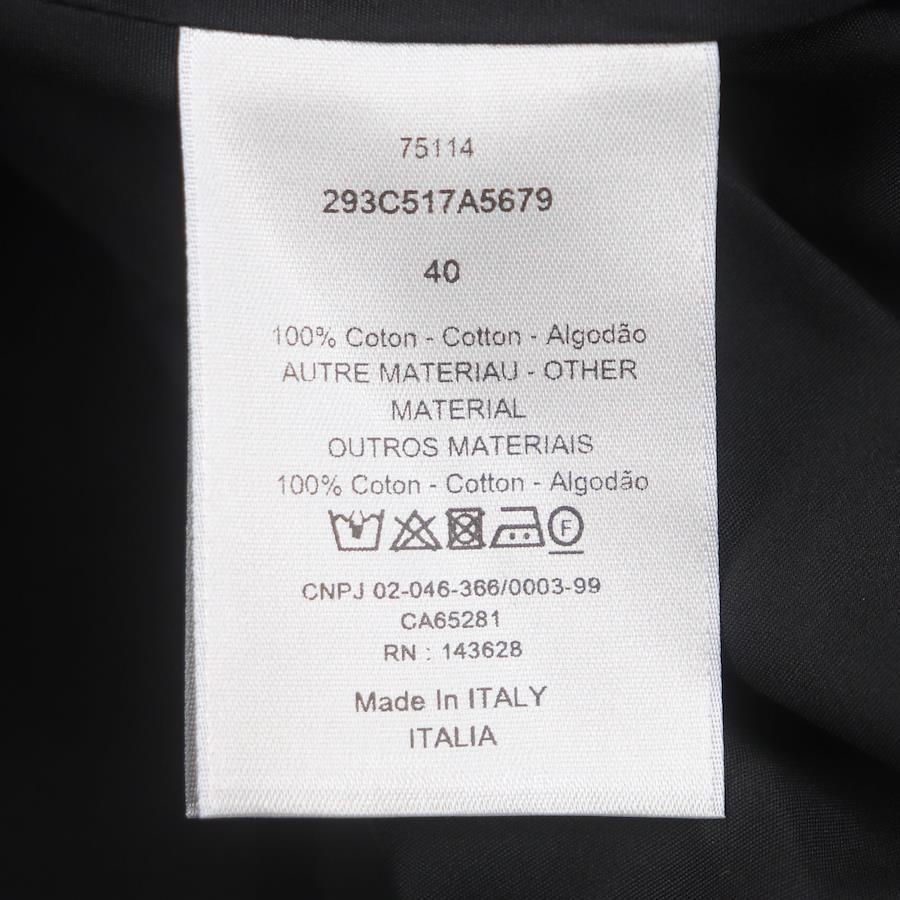 75114
293C517A5679
40
100% Coton - Cotton - Algodão
AUTRE MATERIAU - OTHER
MATERIAL
OUTROS MATERIAIS
100% Coton - Cotton - Algodão
F
CNPJ 02-046-366/0003-99
CA65281
RN : 143628
Made In ITALY
ITALIA